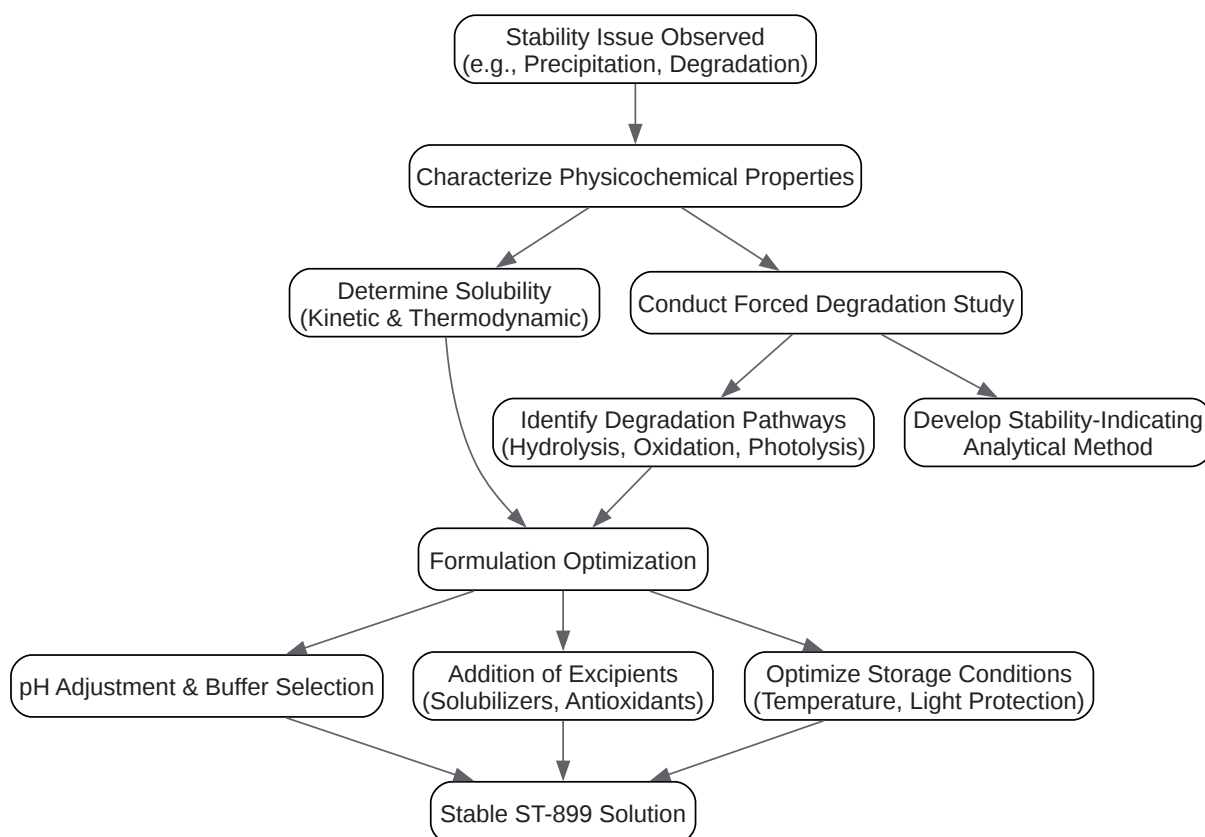 Stability Issue Observed
(e.g., Precipitation, Degradation)
Characterize Physicochemical Properties
Determine Solubility
(Kinetic & Thermodynamic)
Conduct Forced Degradation Study
Identify Degradation Pathways
(Hydrolysis, Oxidation, Photolysis)
Develop Stability-Indicating
Analytical Method
Formulation Optimization
pH Adjustment & Buffer Selection
Addition of Excipients
(Solubilizers, Antioxidants)
Optimize Storage Conditions
(Temperature, Light Protection)
Stable ST-899 Solution